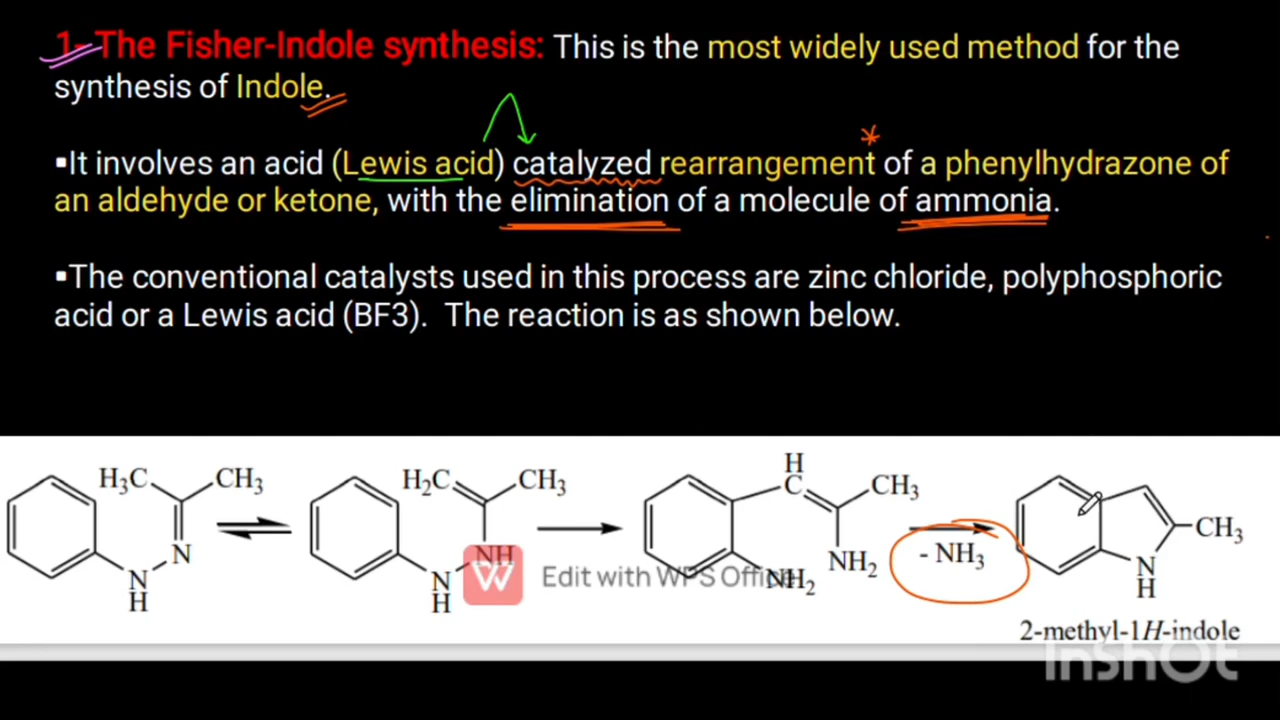 1- The Fisher-Indole synthesis: This is the most widely used method for the
synthesis of Indole.
▪It involves an acid (Lewis acid) catalyzed rearrangement of a phenylhydrazone of
an aldehyde or ketone, with the elimination of a molecule of ammonia.
▪The conventional catalysts used in this process are zinc chloride, polyphosphoric
acid or a Lewis acid (BF3). The reaction is as shown below.
H3C CH3 N N H
H2C CH3 NH N H
H C CH3 NH2 NH2
- NH3
CH3 N H
W Edit with WPS Office
2-methyl-1H-indole
InShOt